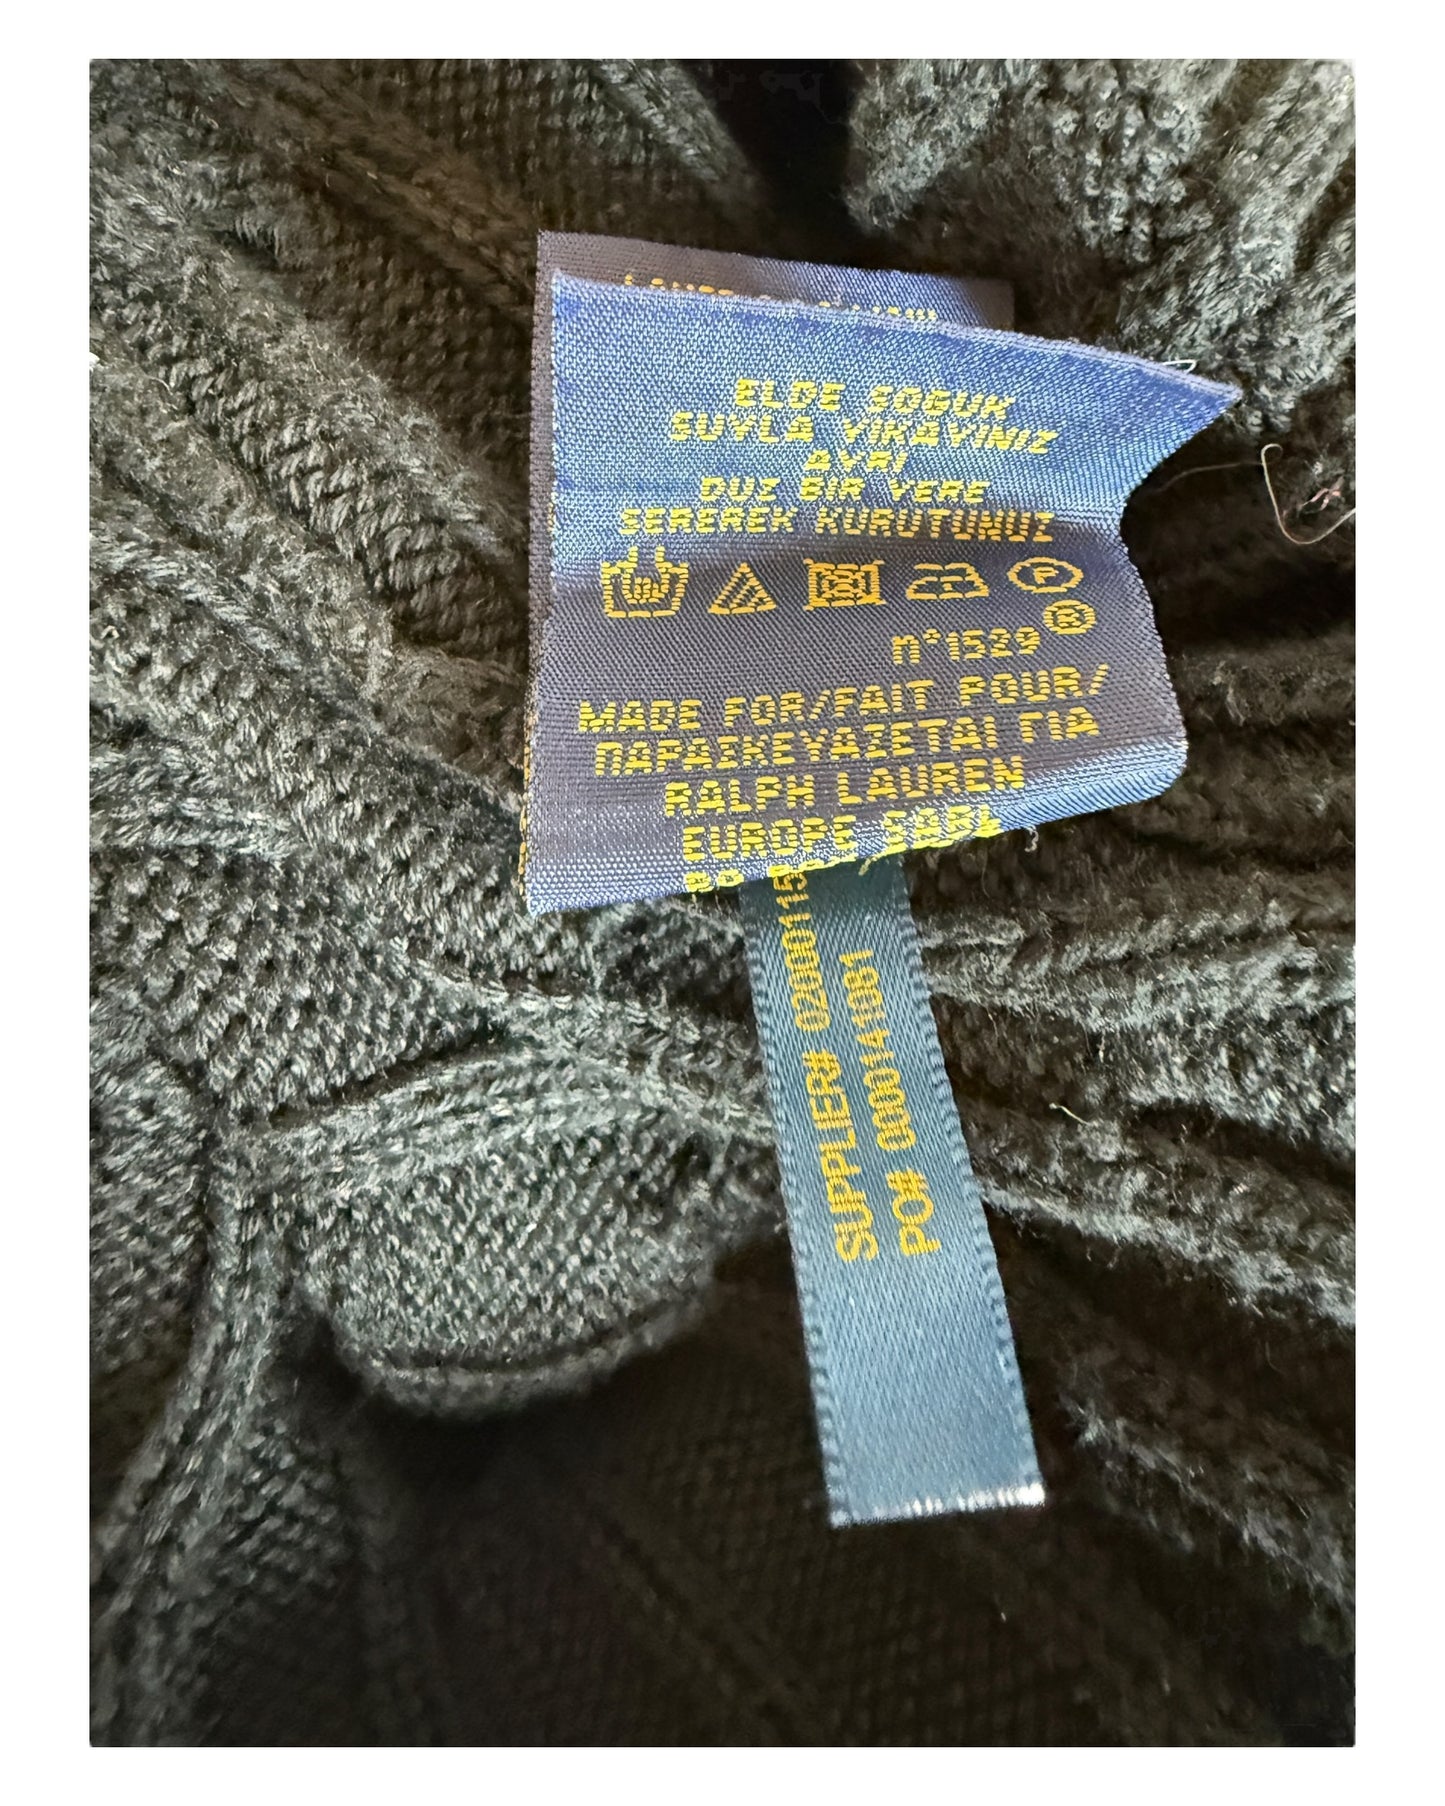 ELDE SOGUK
SUYLA YIKAYINIZ
AYRI
DUZ BIR YERE
SEREREK KURUTUNUZ
P
n°1529 ®
MADE FOR/FAIT POUR/
ΠΑΡΑΣΚΕΥΑΖΕΤΑΙ ΓΙΑ
RALPH LAUREN
EUROPE SARL
SUPPLIER#
PO# 000141081